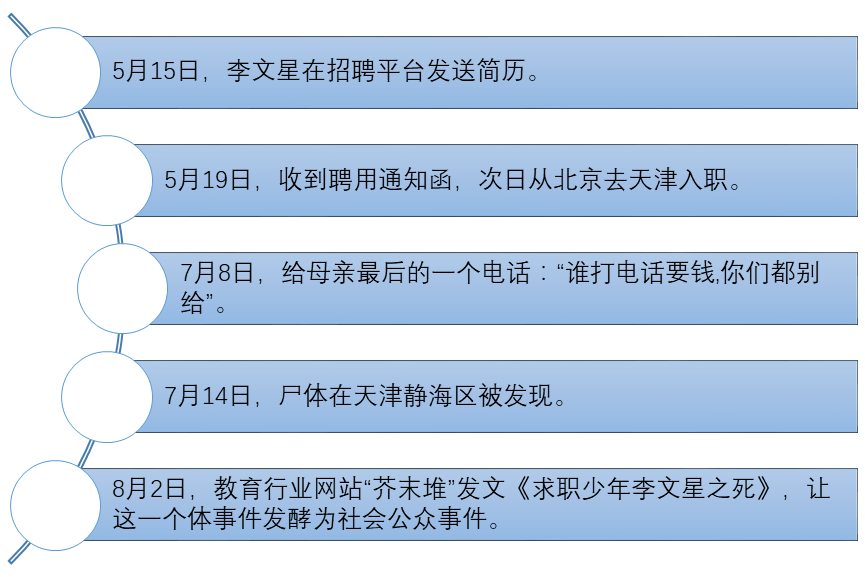 5月15日，李文星在招聘平台发送简历。
5月19日，收到聘用通知函，次日从北京去天津入职。
7月8日，给母亲最后的一个电话：“谁打电话要钱,你们都别
给”。
7月14日，尸体在天津静海区被发现。
8月2日，教育行业网站“芥末堆”发文《求职少年李文星之死》，让
这一个体事件发酵为社会公众事件。